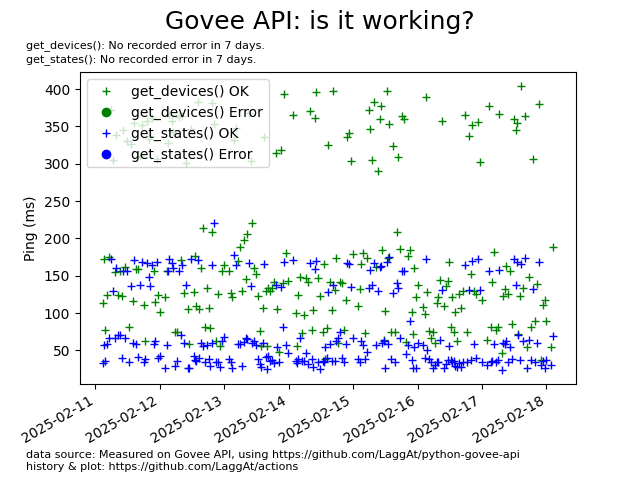 Govee API: is it working?
get_devices(): No recorded error in 7 days.
get_states(): No recorded error in 7 days.
get_devices() OK
get_devices() Error
get_states() OK
get_states() Error
Ping (ms)
400
350
300
250
200
150
100
50
2025-02-11
2025-02-12
2025-02-13
2025-02-14
2025-02-15
2025-02-16
2025-02-17
2025-02-18
data source: Measured on Govee API, using https://github.com/LaggAt/python-govee-api
history & plot: https://github.com/LaggAt/actions